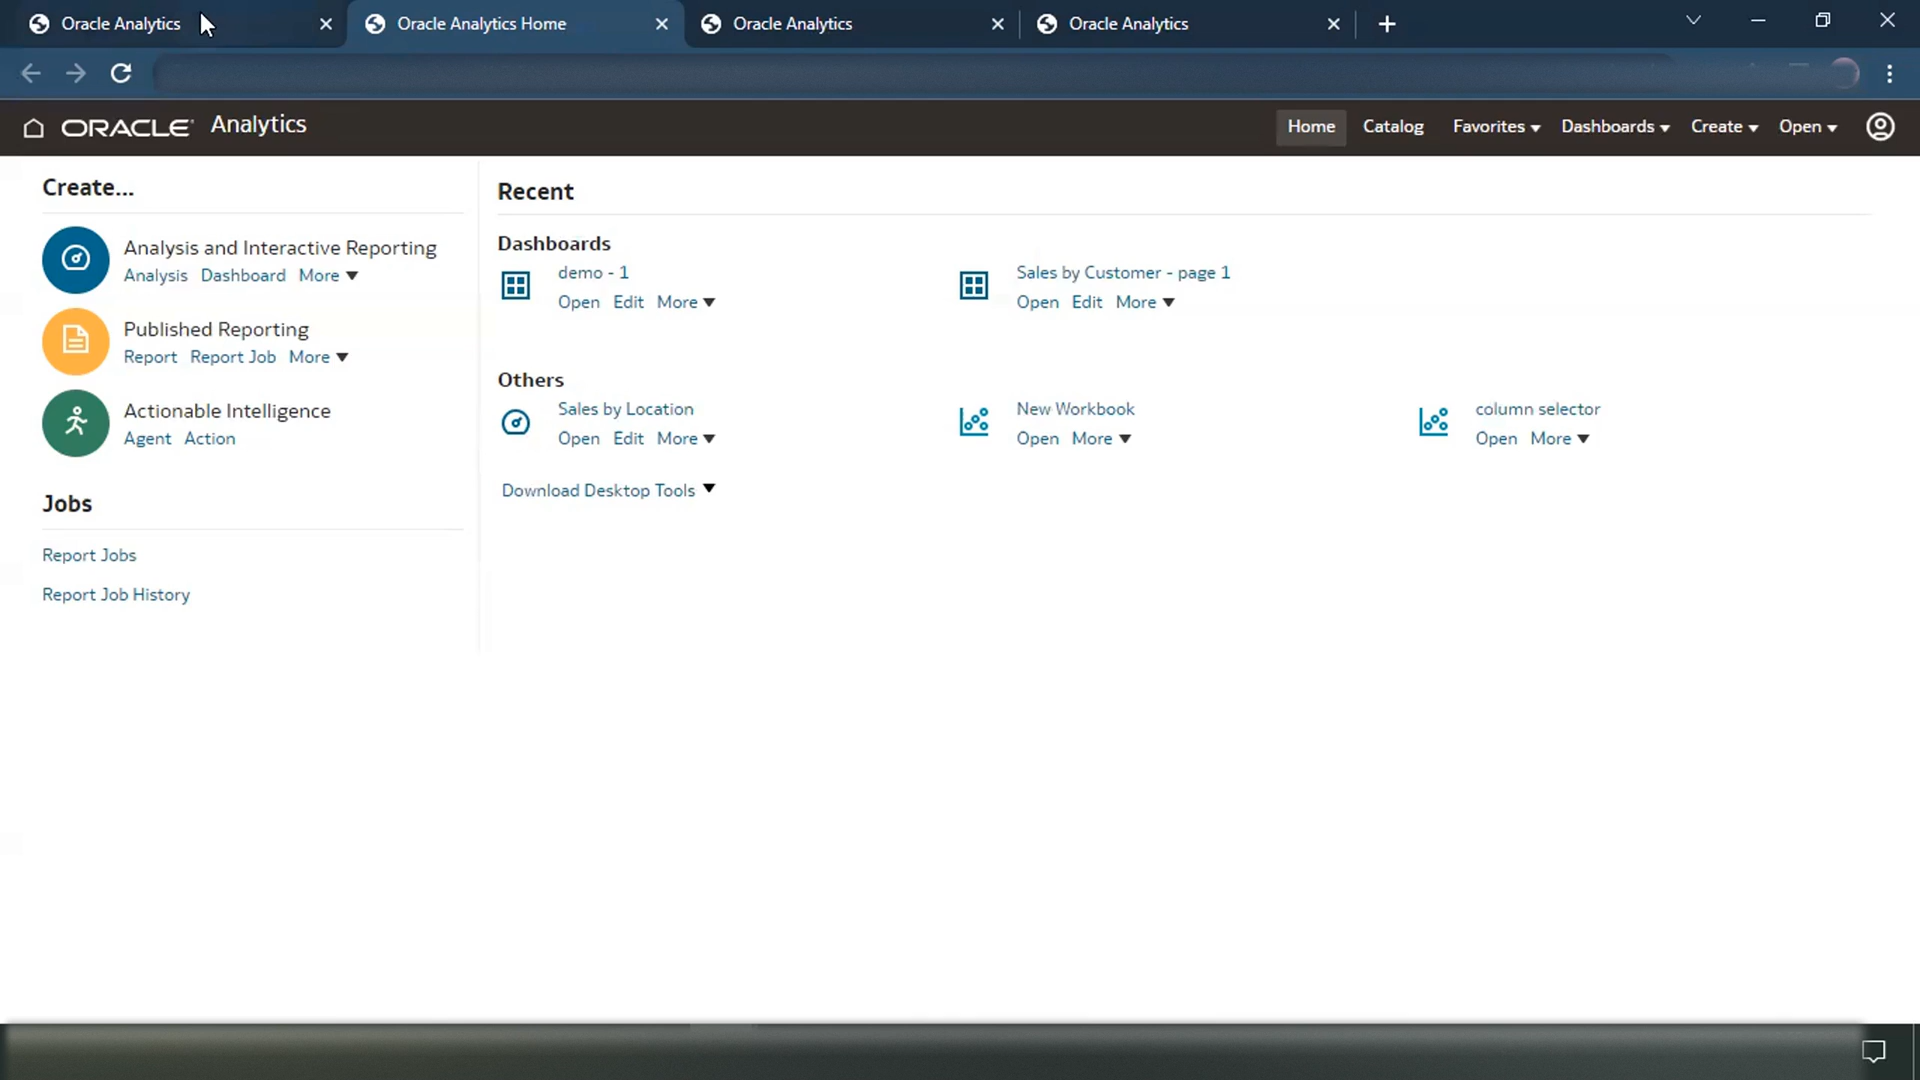 Oracle Analytics
Oracle Analytics Home
Oracle Analytics
Oracle Analytics
ORACLE Analytics
Home Catalog Favorites Dashboards Create Open
Create...
Analysis and Interactive Reporting
Analysis Dashboard More
Published Reporting
Report Report Job More
Actionable Intelligence
Agent Action
Jobs
Report Jobs
Report Job History
Recent
Dashboards
demo - 1
Open Edit More
Sales by Customer - page 1
Open Edit More
Others
Sales by Location
Open Edit More
New Workbook
Open More
column selector
Open More
Download Desktop Tools